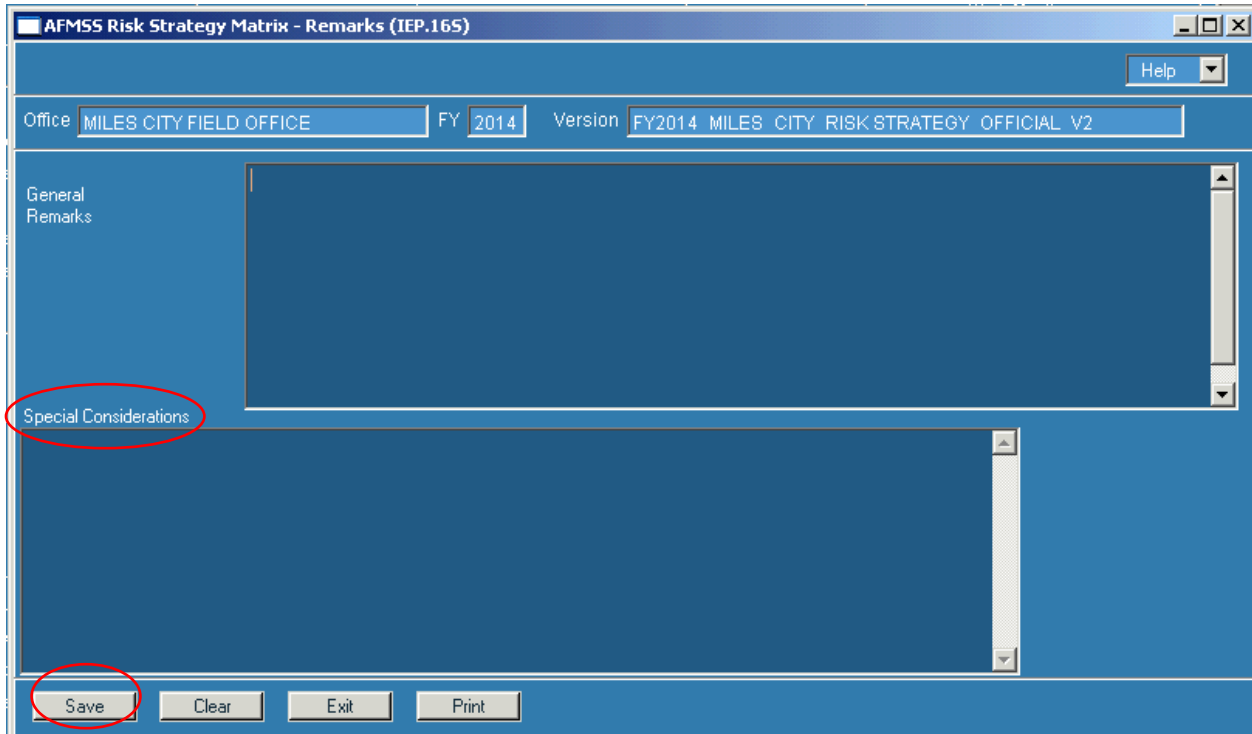 AFMSS Risk Strategy Matrix - Remarks (IEP.16S)
Help
Office MILES CITY FIELD OFFICE FY 2014 Version FY2014 MILES CITY RISK STRATEGY OFFICIAL V2
General
Remarks
Special Considerations
Save Clear Exit Print